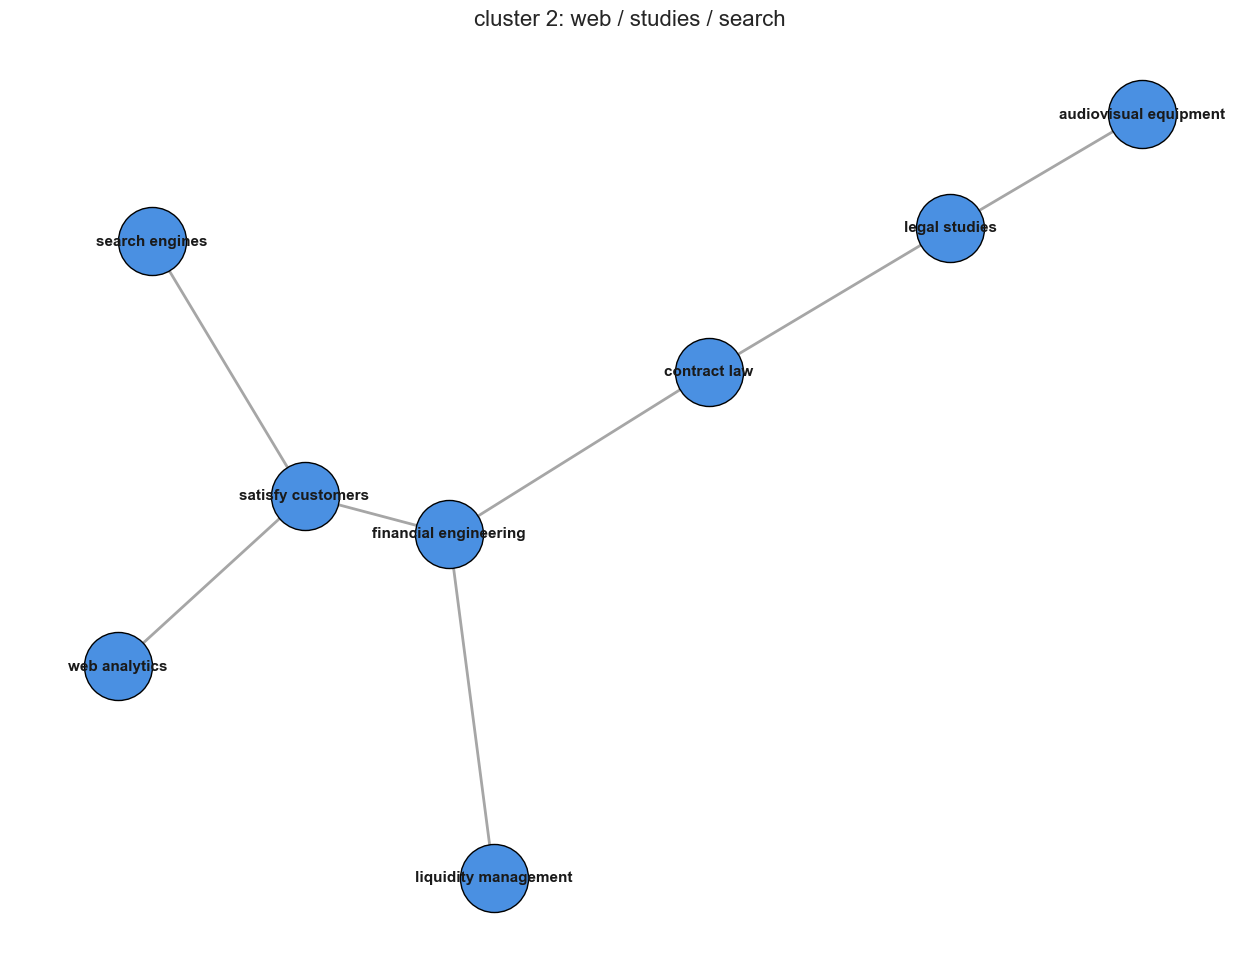 cluster 2: web / studies / search
audiovisual equipment
legal studies
search engines
contract law
satisfy customers
financial engineering
web analytics
liquidity management